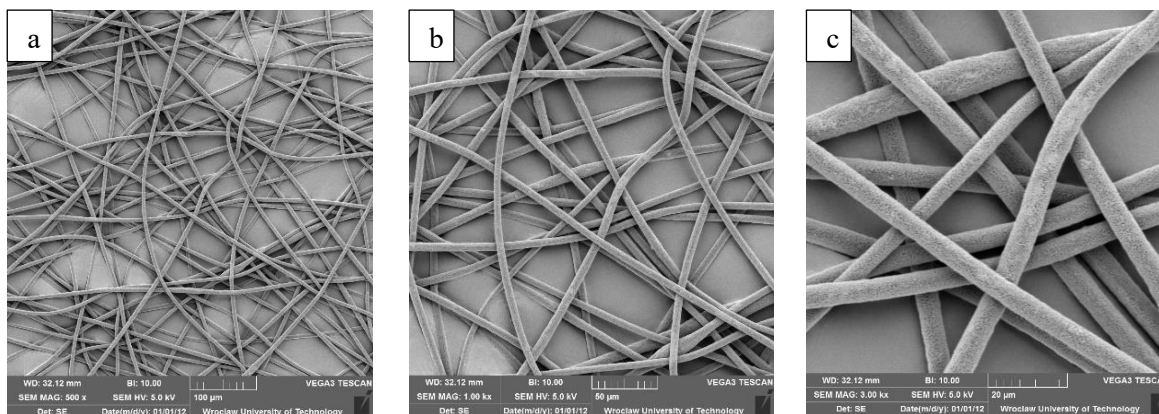 a
b
c
WD: 32.12 mm BI: 10.00 VEGA3 TESCAN
SEM MAG: 500 x SEM HV: 5.0 kV 100 µm
Det: SE Date(m/d/y): 01/01/12 Wroclaw University of Technology
WD: 32.12 mm BI: 10.00 VEGA3 TESCAN
SEM MAG: 1.00 kx SEM HV: 5.0 kV 50 µm
Det: SE Date(m/d/y): 01/01/12 Wroclaw University of Technology
WD: 32.12 mm BI: 10.00 VEGA3 TESCAN
SEM MAG: 3.00 kx SEM HV: 5.0 kV 20 µm
Det: SE Date(m/d/y): 01/01/12 Wroclaw University of Technology